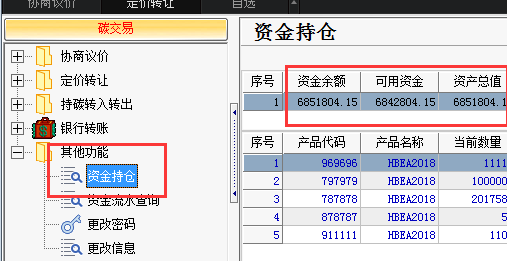 协商议价 定价转让 自选
碳交易
协商议价
定价转让
持碳转入转出
银行转账
其他功能
资金持仓
资金流水查询
更改密码
更改信息
资金持仓
序号 资金余额 可用资金 资产总值
1 6851804.15 6842804.15 6851804.1
序号 产品代码 产品名称 当前数量
1 969696 HBEA2018 1111
2 797979 HBEA2018 100000
3 787878 HBEA2018 201758
4 878787 HBEA2018 5
5 911111 HBEA2018 110